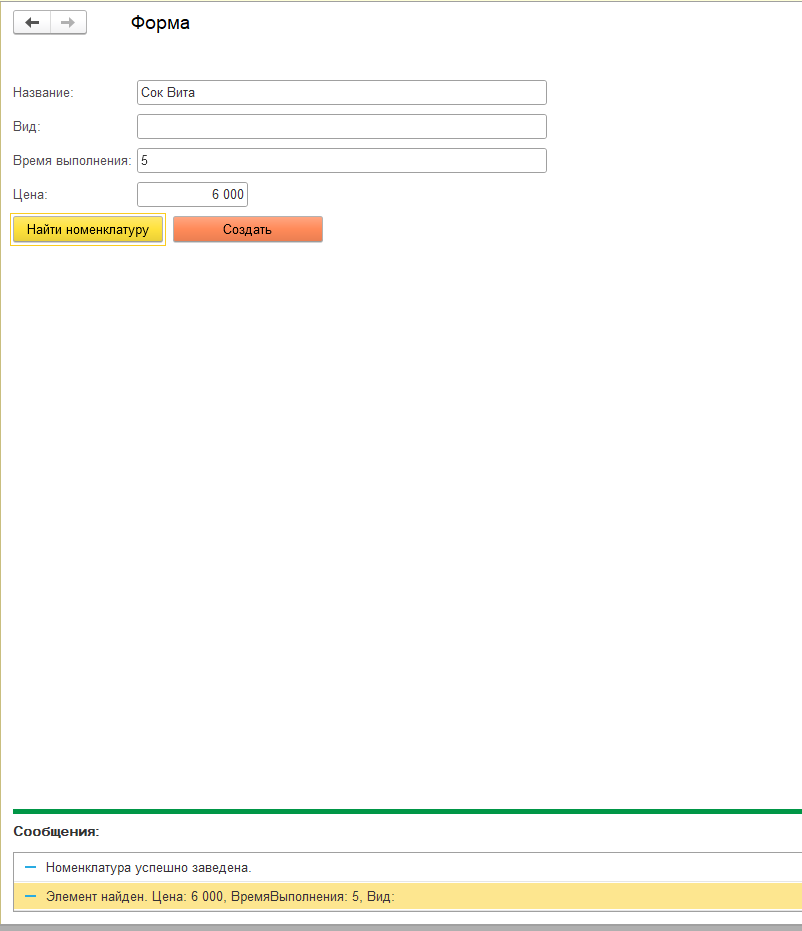 Форма
Название: Сок Вита
Вид:
Время выполнения: 5
Цена: 6 000
Найти номенклатуру Создать
Сообщения:
Номенклатура успешно заведена.
Элемент найден. Цена: 6 000, ВремяВыполнения: 5, Вид: